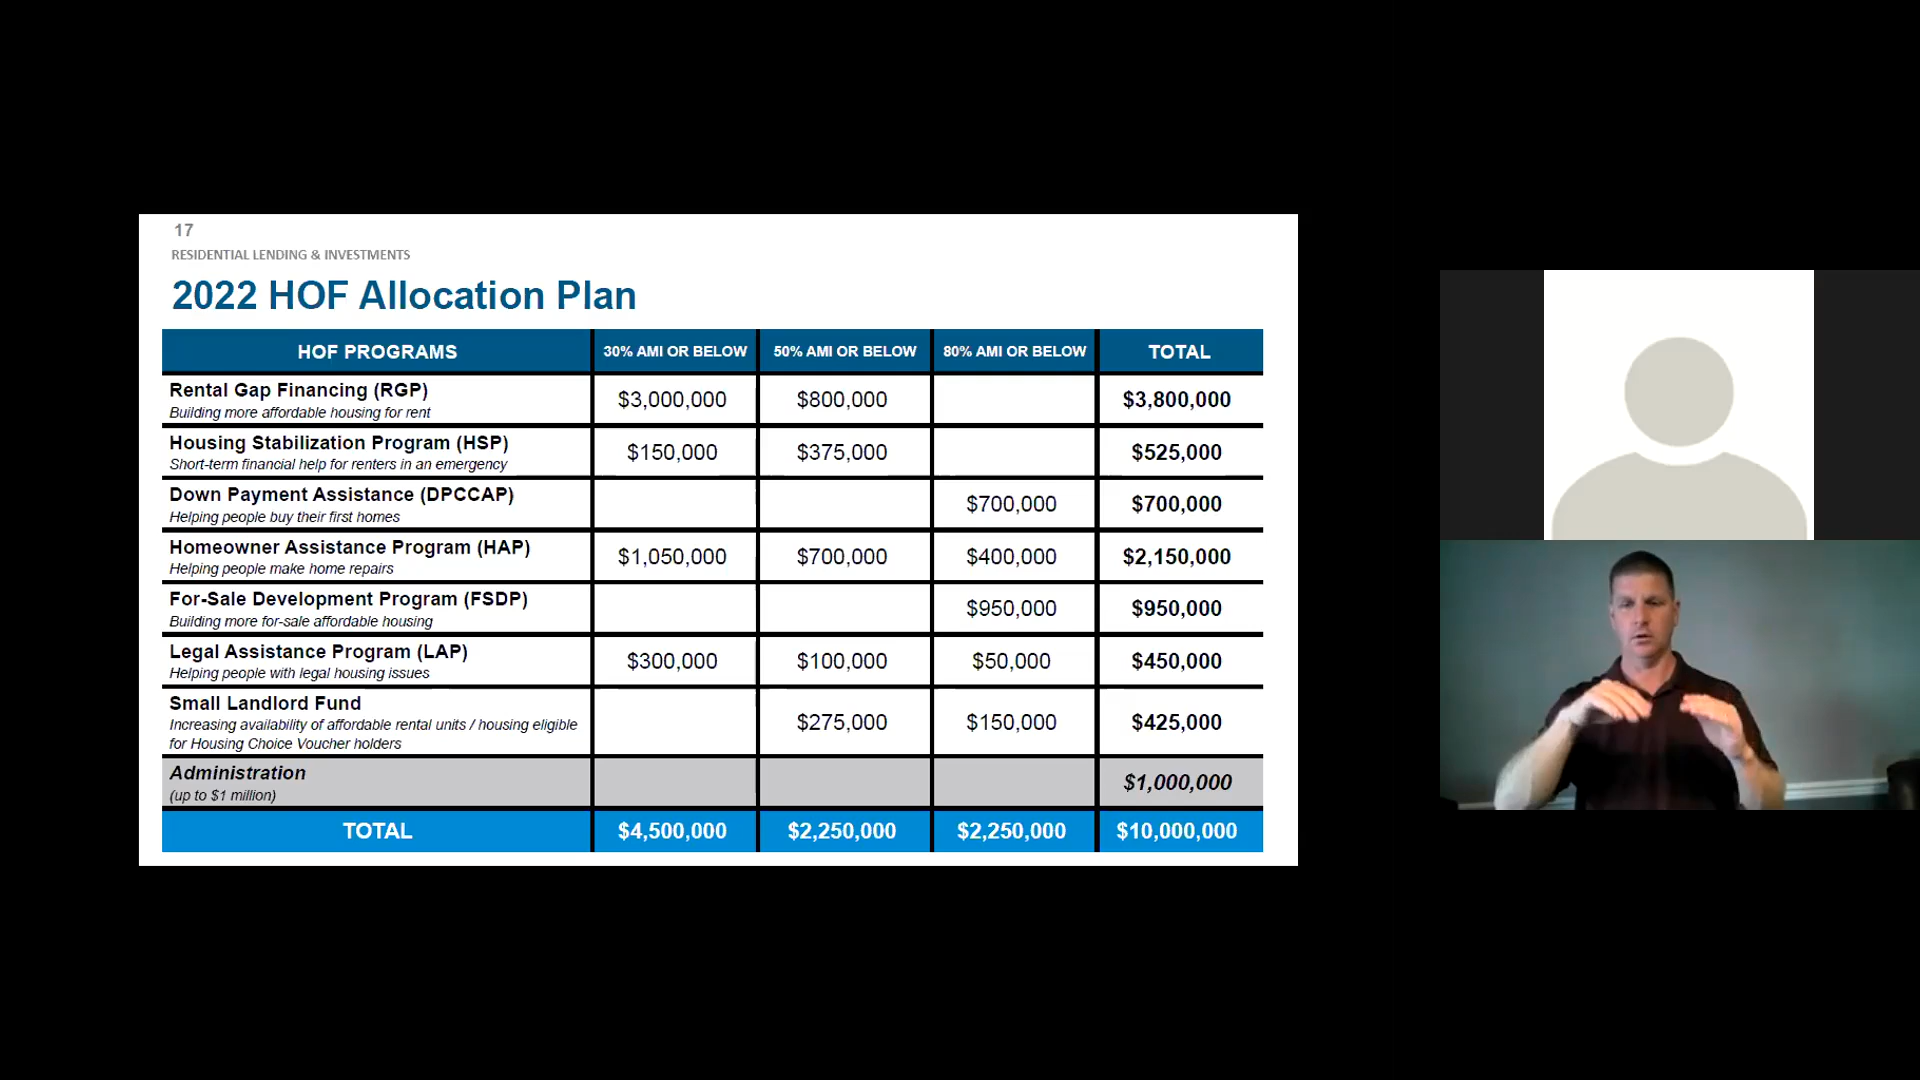 17
RESIDENTIAL LENDING & INVESTMENTS
2022 HOF Allocation Plan
HOF PROGRAMS 30% AMI OR BELOW 50% AMI OR BELOW 80% AMI OR BELOW TOTAL
Rental Gap Financing (RGP)
Building more affordable housing for rent
$3,000,000 $800,000 $3,800,000
Housing Stabilization Program (HSP)
Short-term financial help for renters in an emergency
$150,000 $375,000 $525,000
Down Payment Assistance (DPCCAP)
Helping people buy their first homes
$700,000 $700,000
Homeowner Assistance Program (HAP)
Helping people make home repairs
$1,050,000 $700,000 $400,000 $2,150,000
For-Sale Development Program (FSDP)
Building more for-sale affordable housing
$950,000 $950,000
Legal Assistance Program (LAP)
Helping people with legal housing issues
$300,000 $100,000 $50,000 $450,000
Small Landlord Fund
Increasing availability of affordable rental units / housing eligible
for Housing Choice Voucher holders
$275,000 $150,000 $425,000
Administration
(up to $1 million)
$1,000,000
TOTAL $4,500,000 $2,250,000 $2,250,000 $10,000,000